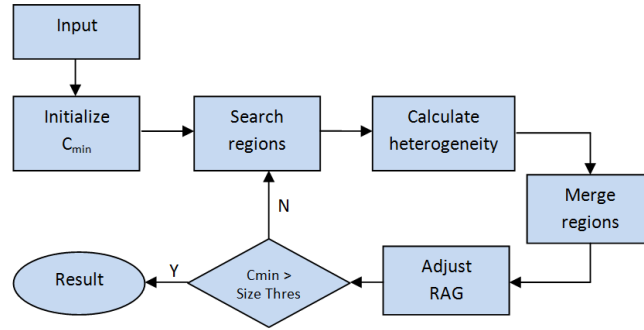 Input
Initialize
Cmin
Search
regions
Calculate
heterogeneity
Merge
regions
Adjust
RAG
Cmin >
Size Thres
N
Y
Result